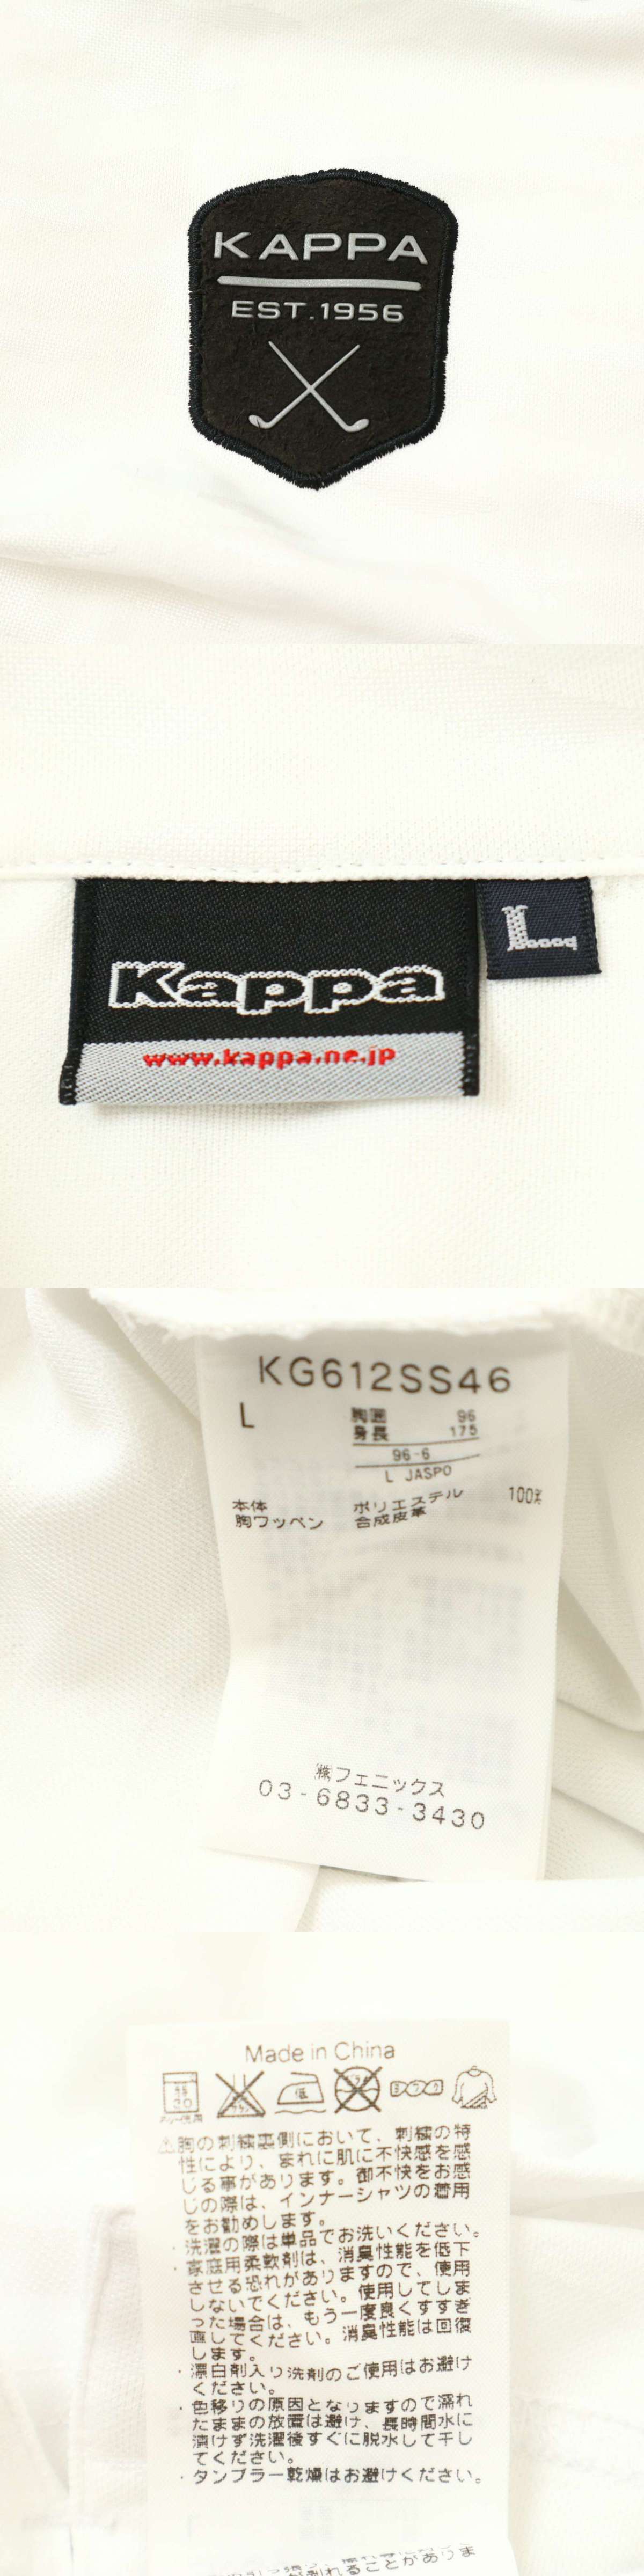 KAPPA
EST.1956
Kappa
L
www.kappa.ne.jp
KG612SS46
L 胸囲 96
身長 175
96-6
L JASPO
本体 ポリエステル 100%
胸ワッペン 合成皮革
㈱フェニックス
03-6833-3430
Made in China
低
⚠胸の刺繍裏側において、刺繍の特
性により、まれに肌に不快感を感
じる事があります。御不快をお感
じの際は、インナーシャツの着用
をお勧めします。
・洗濯の際は単品でお洗いください。
・家庭用柔軟剤は、消臭性能を低下
させる恐れがありますので、使用
しないでください。使用してしま
った場合は、もう一度良くすすぎ
直してください。消臭性能は回復
します。
・漂白剤入り洗剤のご使用はお避け
ください。
・色移りの原因となりますので濡れ
たままの放置は避け、長時間水に
漬けず洗濯後すぐに脱水して干し
てください。
・タンブラー乾燥はお避けください。
が割れることがありま